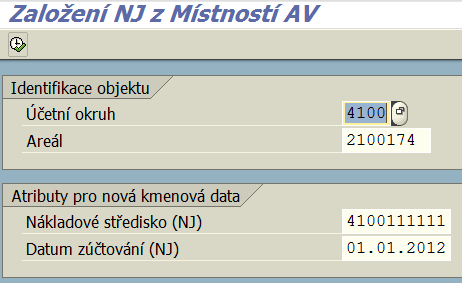 Založení NJ z Místností AV
Identifikace objektu
Účetní okruh 4100
Areál 2100174
Atributy pro nová kmenová data
Nákladové středisko (NJ) 4100111111
Datum zúčtování (NJ) 01.01.2012